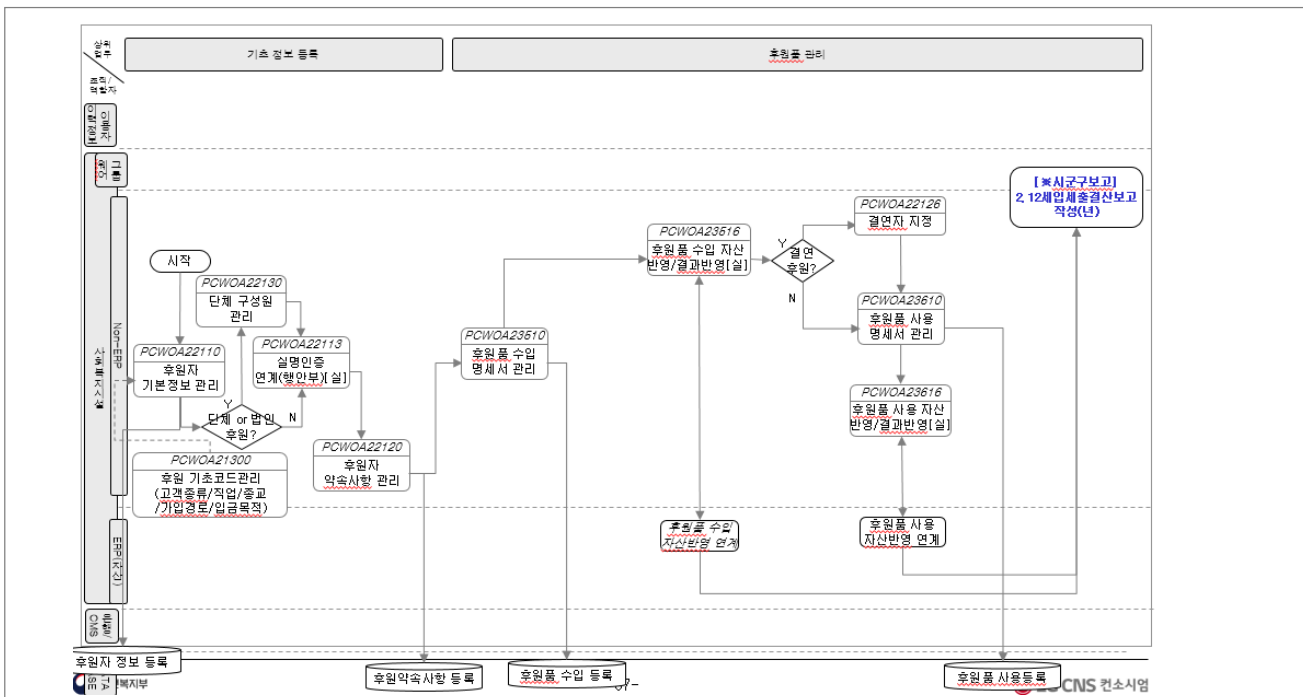 상위
업무
조직/
역할자
기초 정보 등록
후원품 관리
이용자
그룹
시작
PCWOA22130
단체 구성원
관리
PCWOA22110
후원자
기본정보 관리
PCWOA22113
실명인증
연계(행안부)[실]
Y
단체 or 법인
후원?
N
PCWOA22120
후원자
약속사항 관리
PCWOA21300
후원 기초코드관리
(고객종류/직업/종교
/가입경로/입금목적)
PCWOA23510
후원품 수입
명세서 관리
PCWOA23516
후원품 수입 자산
반영/결과반영[실]
Y
결연
후원?
N
PCWOA22126
결연자 지정
PCWOA23610
후원품 사용
명세서 관리
PCWOA23616
후원품 사용 자산
반영/결과반영[실]
[※시군구보고]
2.12세입세출결산보고
작성(년)
후원품 수입
자산반영 연계
후원품 사용
자산반영 연계
사회복지시설
Non-ERP
ERP(자산)
CMS
후원자 정보 등록
후원약속사항 등록
후원품 수입 등록
후원품 사용등록
복지부
CNS 컨소시엄